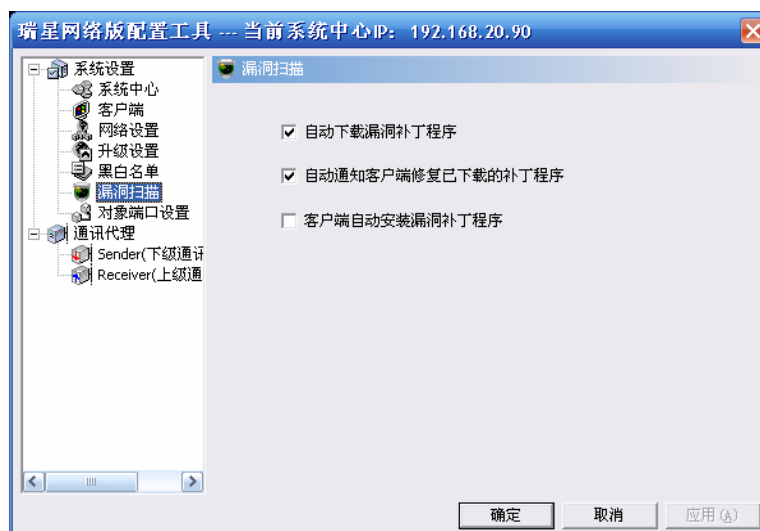 瑞星网络版配置工具 --- 当前系统中心IP: 192.168.20.90
系统设置
系统中心
客户端
网络设置
升级设置
黑白名单
漏洞扫描
对象端口设置
通讯代理
Sender(下级通讯
Receiver(上级通
漏洞扫描
自动下载漏洞补丁程序
自动通知客户端修复已下载的补丁程序
客户端自动安装漏洞补丁程序
确定
取消
应用(A)